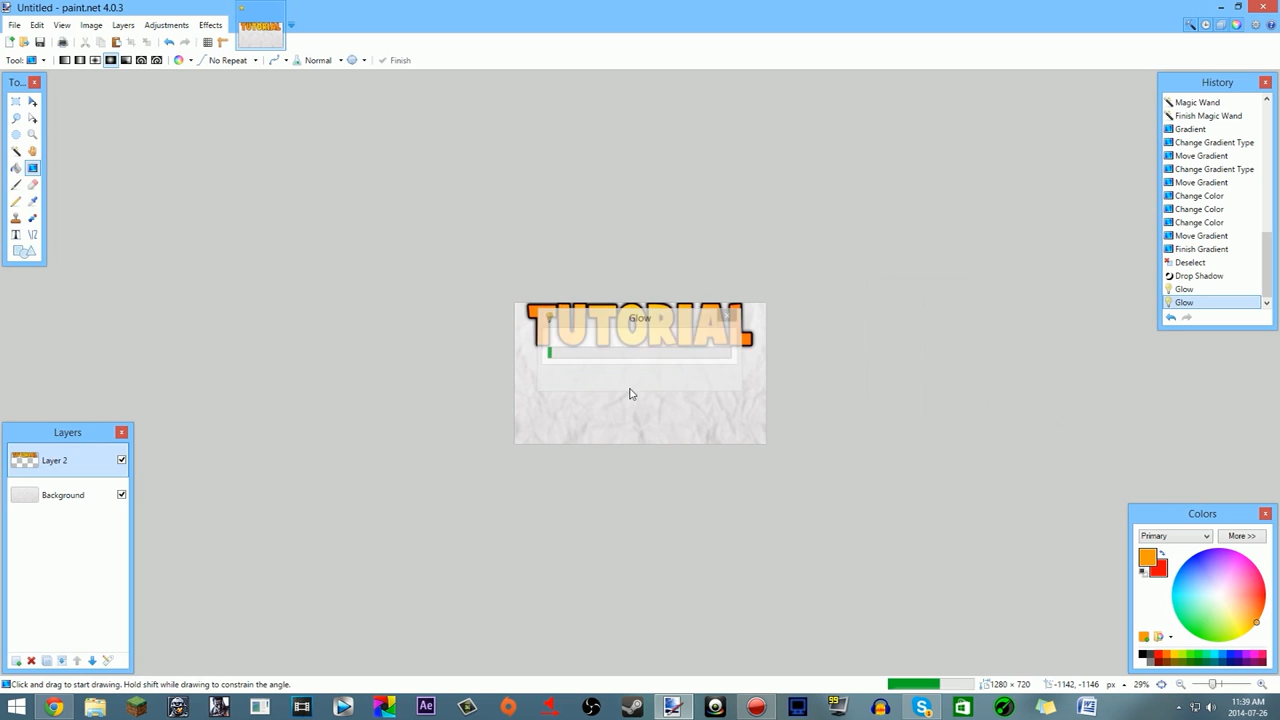 Untitled - paint.net 4.0.3
File Edit View Image Layers Adjustments Effects
TUTORIAL
Tool: No Repeat Normal Finish
To...
History
Magic Wand
Finish Magic Wand
Gradient
Change Gradient Type
Move Gradient
Change Gradient Type
Move Gradient
Change Color
Change Color
Change Color
Move Gradient
Finish Gradient
Deselect
Drop Shadow
Glow
Glow
TUTORIAL
Glow
Layers
Layer 2
Background
Colors
Primary More >>
Click and drag to start drawing. Hold shift while drawing to constrain the angle.
1280 × 720 -1142, -1146 px 29%
Ae
99
11:39 AM
2014-07-26